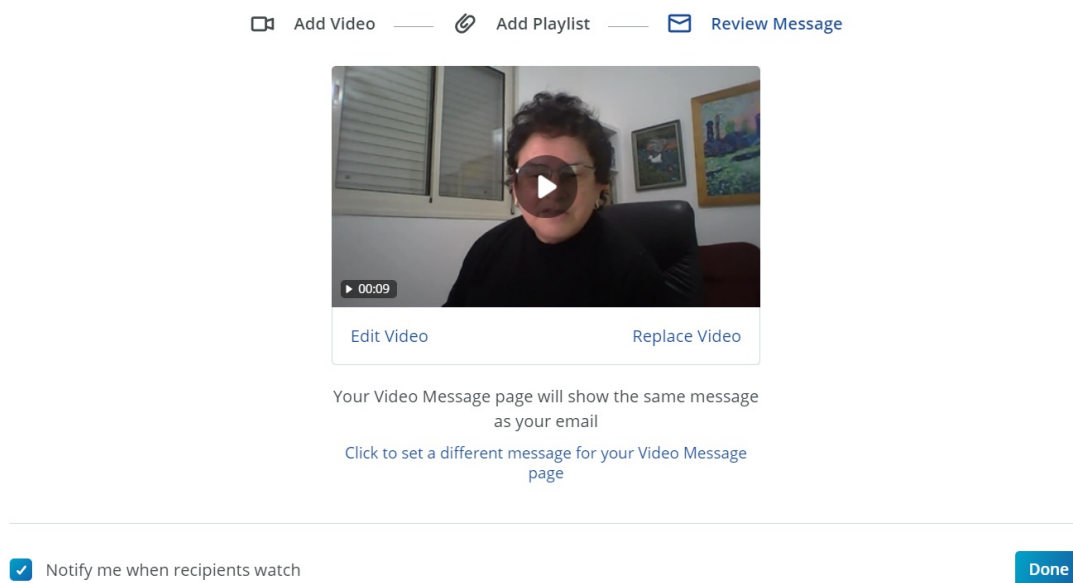 Add Video
Add Playlist
Review Message
00:09
Edit Video
Replace Video
Your Video Message page will show the same message
as your email
Click to set a different message for your Video Message
page
Notify me when recipients watch
Done